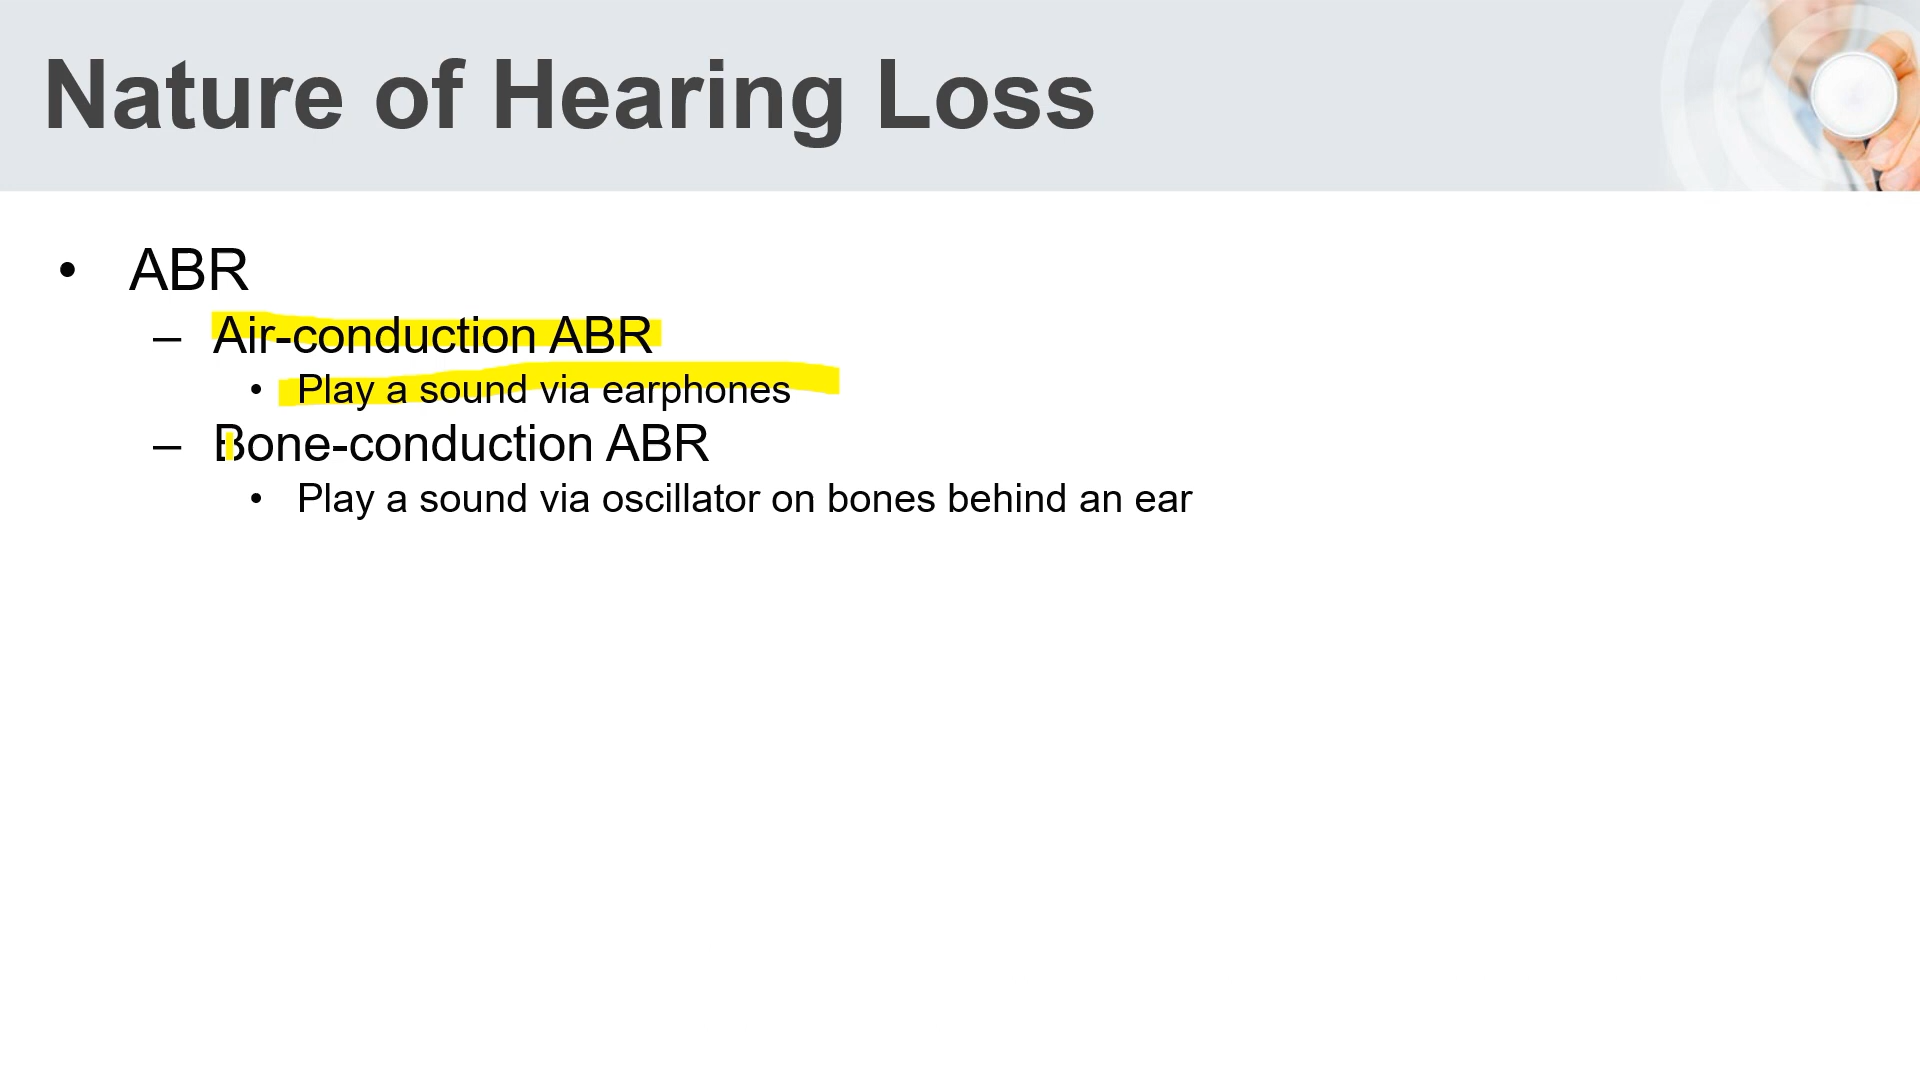 Nature of Hearing Loss
• ABR
– Air-conduction ABR
• Play a sound via earphones
– Bone-conduction ABR
• Play a sound via oscillator on bones behind an ear